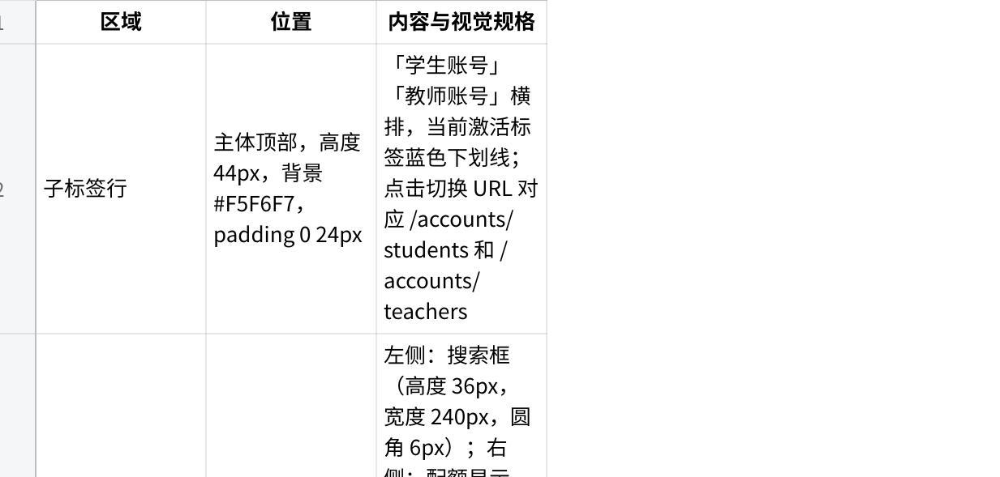 区域 位置 内容与视觉规格
子标签行
主体顶部，高度
44px，背景
#F5F6F7，
padding 0 24px
「学生账号」
「教师账号」横
排，当前激活标
签蓝色下划线；
点击切换 URL 对
应 /accounts/
students 和 /
accounts/
teachers
左侧：搜索框
（高度 36px，
宽度 240px，圆
角 6px）；右
侧：配额显示